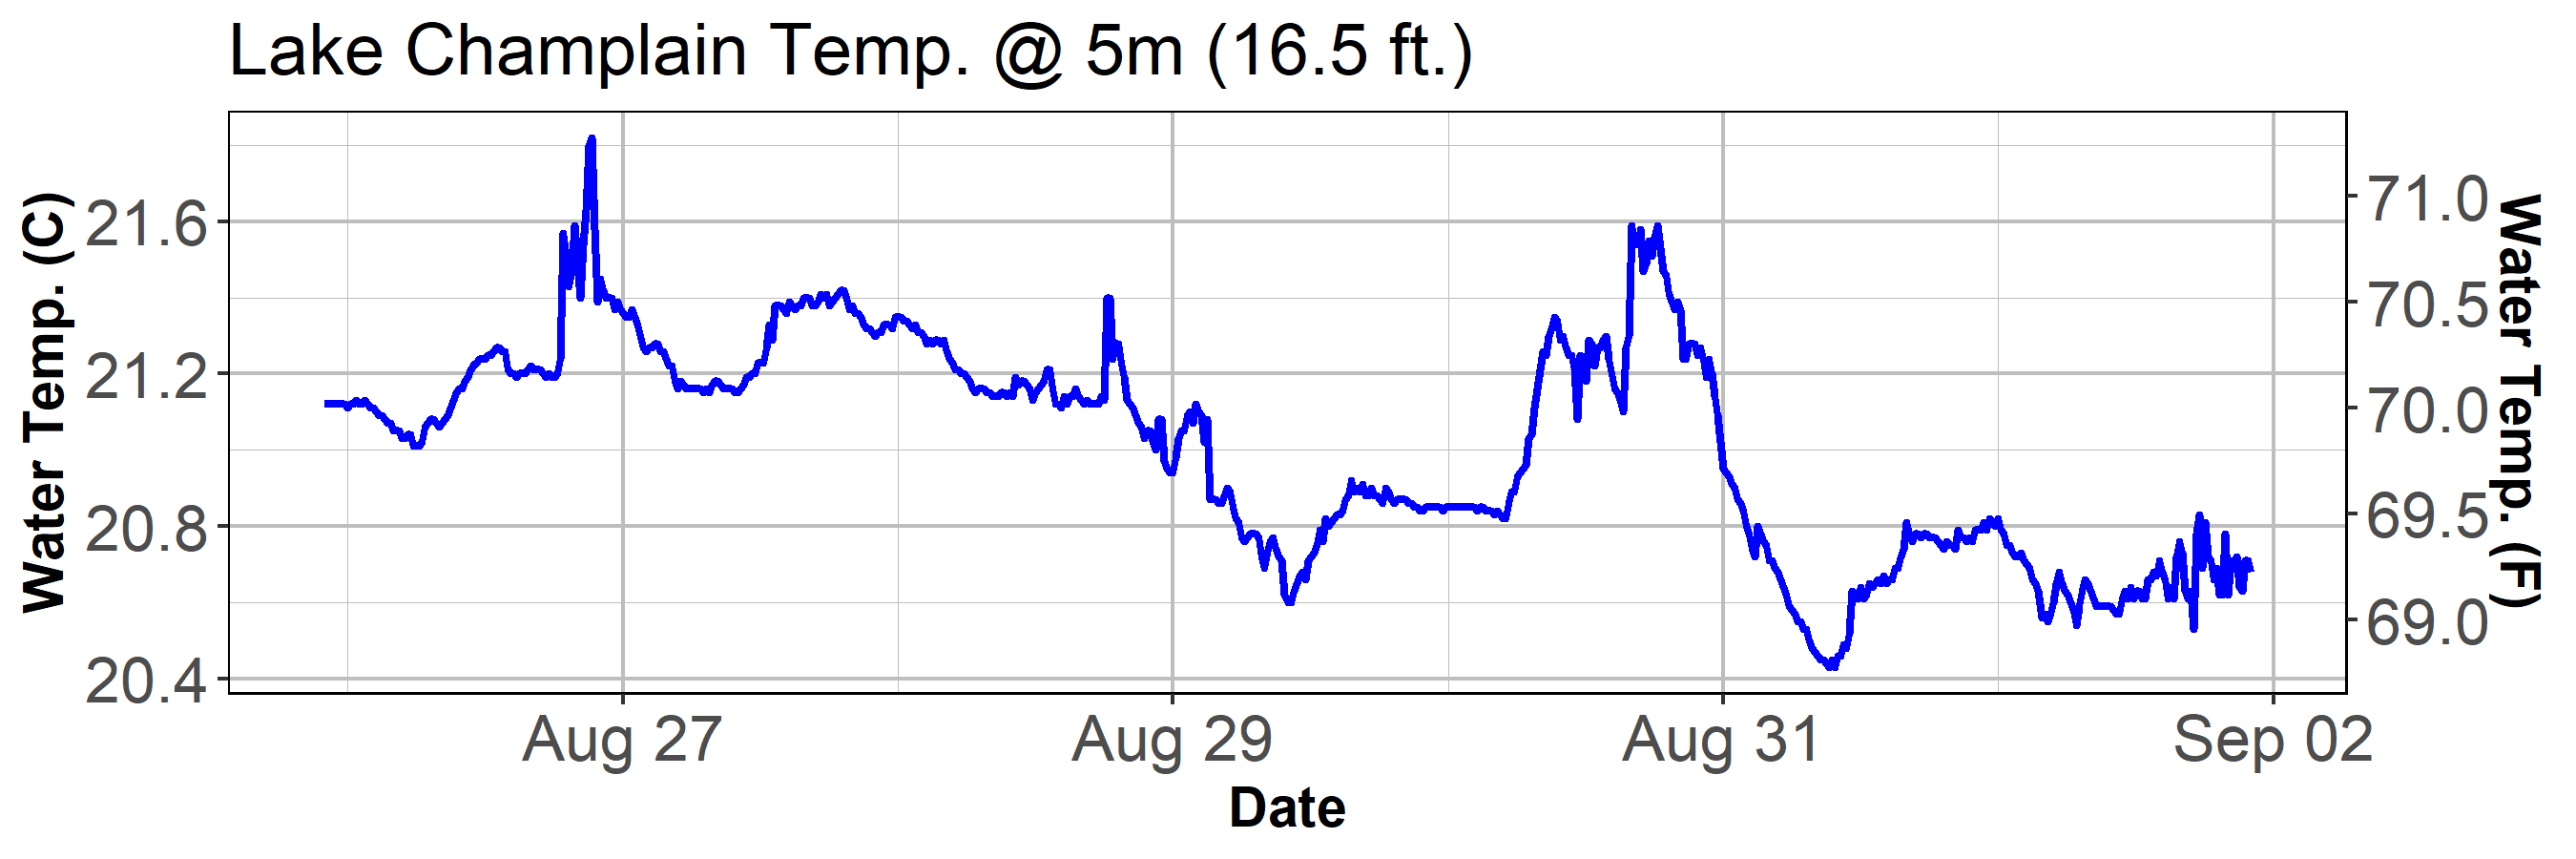 Lake Champlain Temp. @ 5m (16.5 ft.)
Water Temp. (C)
21.6
21.2
20.8
20.4
71.0
70.5
70.0
69.5
69.0
Water Temp. (F)
Aug 27
Aug 29
Aug 31
Sep 02
Date